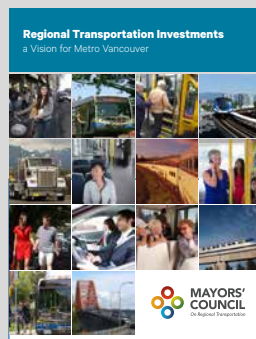 Regional Transportation Investments
a Vision for Metro Vancouver
MAYORS'
COUNCIL
On Regional Transportation